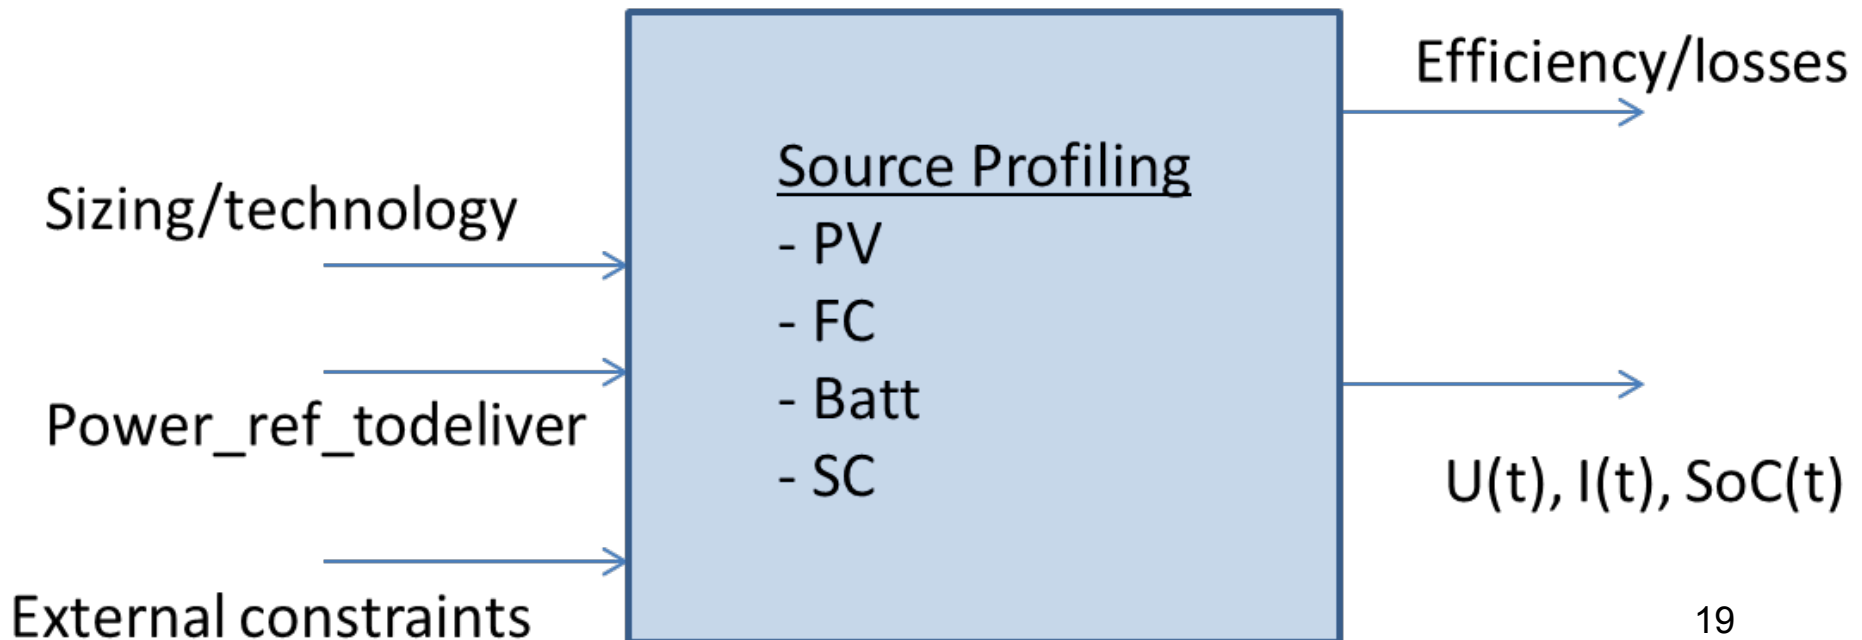 Sizing/technology
Power_ref_todeliver
External constraints
Source Profiling
- PV
- FC
- Batt
- SC
Efficiency/losses
U(t), I(t), SoC(t)
19